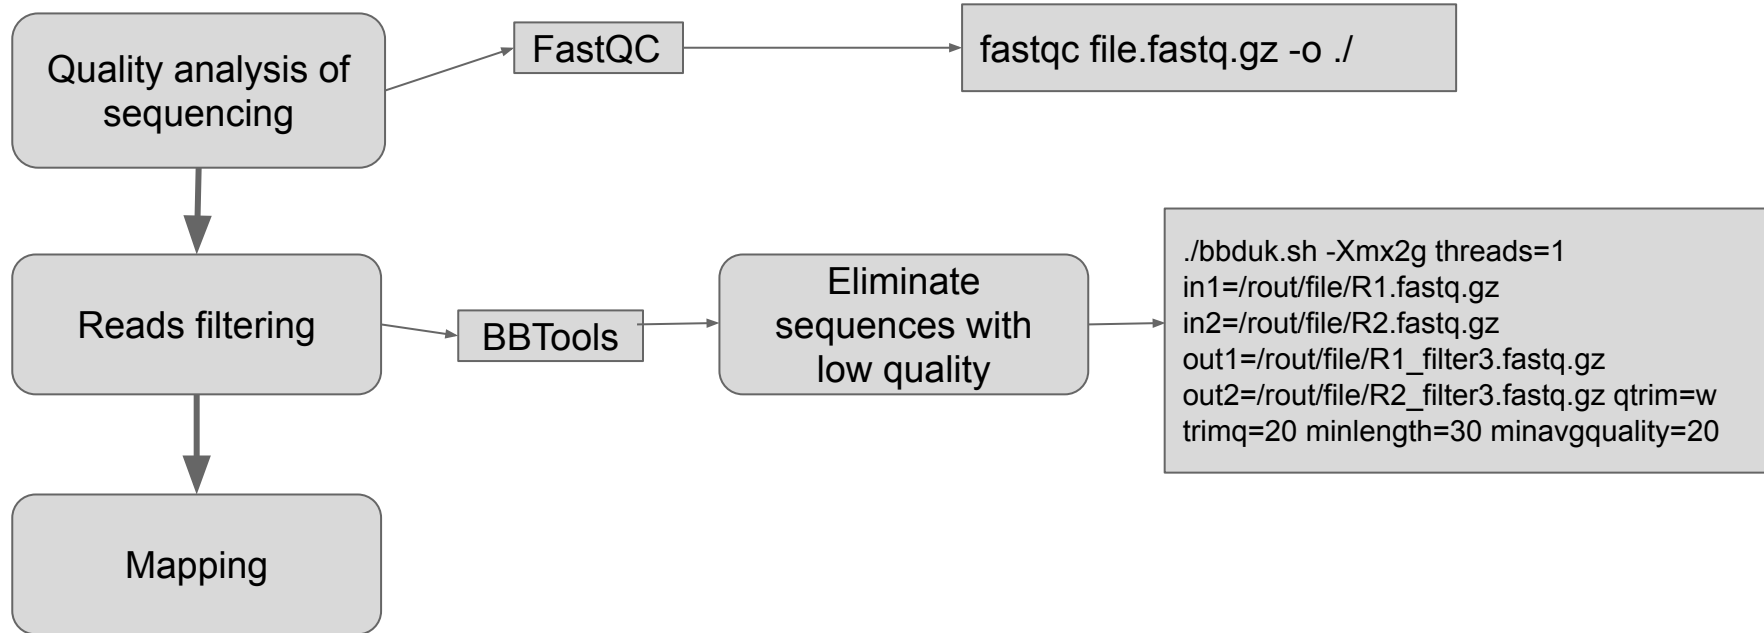 Quality analysis of
sequencing
FastQC
fastqc file.fastq.gz -o ./
Reads filtering
BBTools
Eliminate
sequences with
low quality
./bbduk.sh -Xmx2g threads=1
in1=/rout/file/R1.fastq.gz
in2=/rout/file/R2.fastq.gz
out1=/rout/file/R1_filter3.fastq.gz
out2=/rout/file/R2_filter3.fastq.gz qtrim=w
trimq=20 minlength=30 minavgquality=20
Mapping